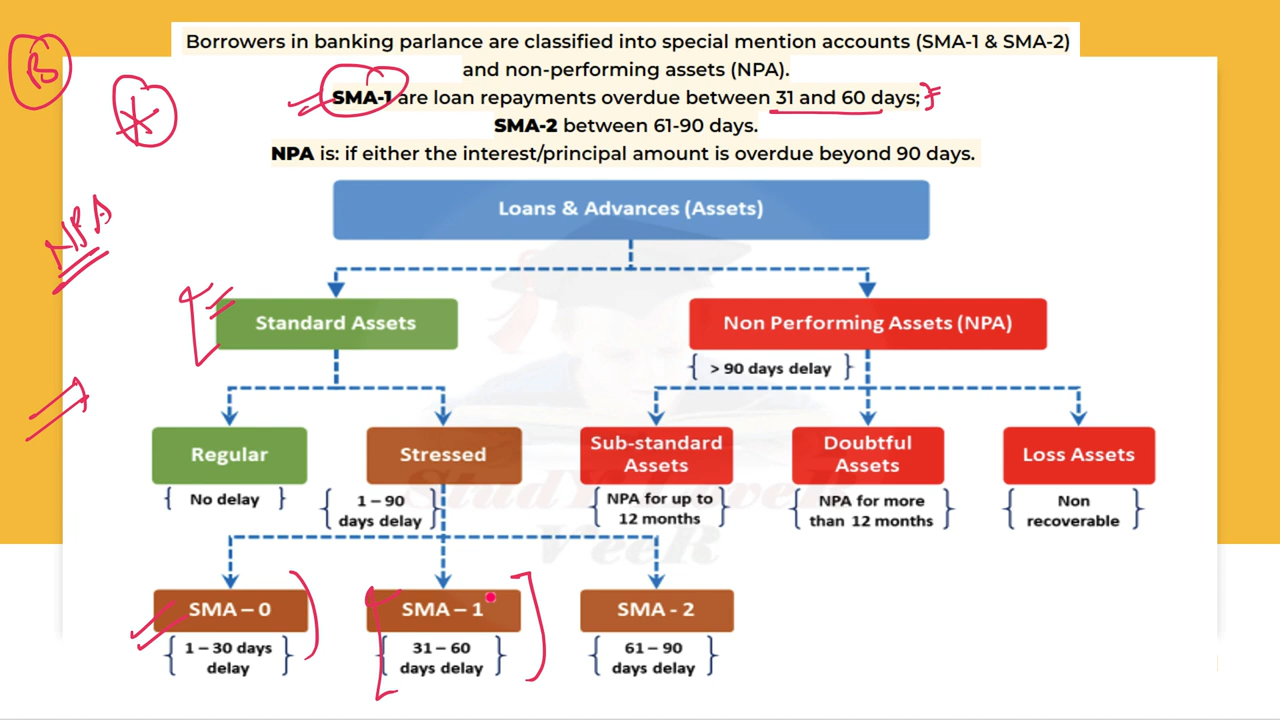 Borrowers in banking parlance are classified into special mention accounts (SMA-1 & SMA-2)
and non-performing assets (NPA).
SMA-1 are loan repayments overdue between 31 and 60 days;
SMA-2 between 61-90 days.
NPA is: if either the interest/principal amount is overdue beyond 90 days.
B
NPA
Loans & Advances (Assets)
Standard Assets
Non Performing Assets (NPA)
> 90 days delay
Regular
No delay
Stressed
1 – 90
days delay
Sub-standard
Assets
NPA for up to
12 months
Doubtful
Assets
NPA for more
than 12 months
Loss Assets
Non
recoverable
SMA – 0
1 – 30 days
delay
SMA – 1
31 – 60
days delay
SMA - 2
61 – 90
days delay
StudY LoveR
VeeR